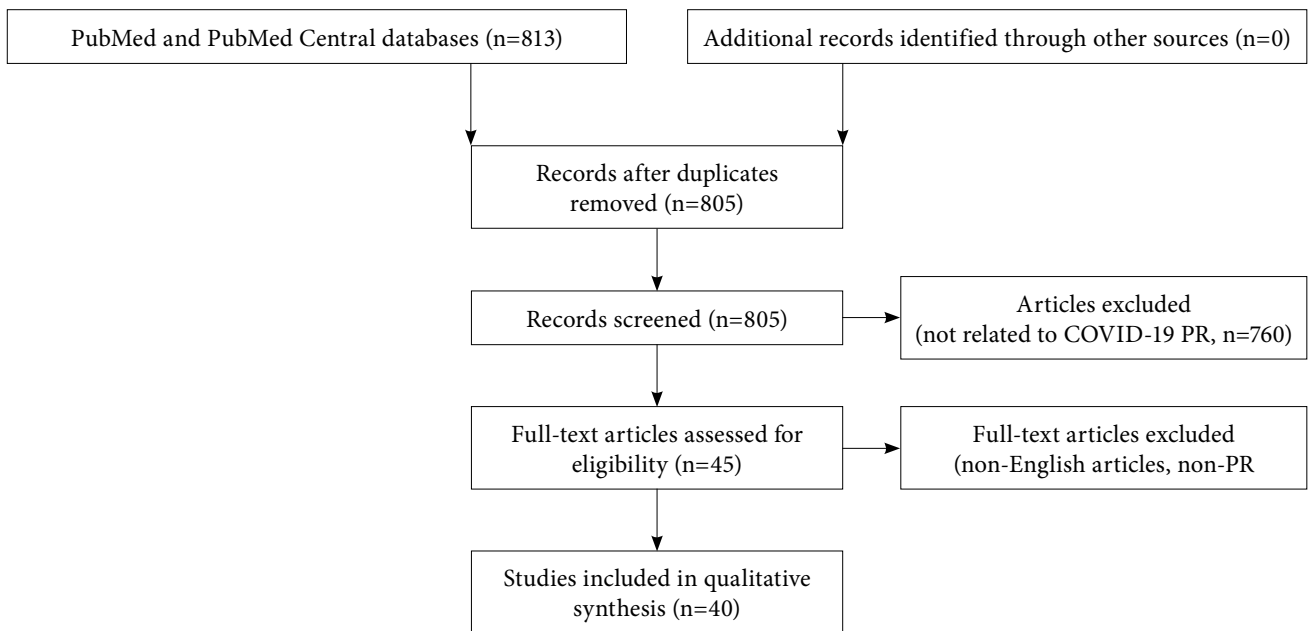 PubMed and PubMed Central databases (n=813)
Additional records identified through other sources (n=0)
Records after duplicates
removed (n=805)
Records screened (n=805)
Articles excluded
(not related to COVID-19 PR, n=760)
Full-text articles assessed for
eligibility (n=45)
Full-text articles excluded
(non-English articles, non-PR
Studies included in qualitative
synthesis (n=40)